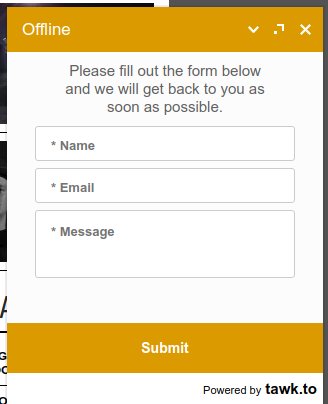 Offline
Please fill out the form below
and we will get back to you as
soon as possible.
* Name
* Email
* Message
Submit
Powered by tawk.to